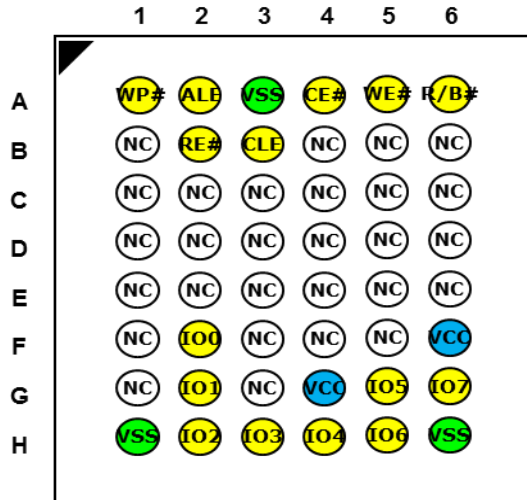 1 2 3 4 5 6
A WP# ALE VSS CE# WE# R/B#
B NC RE# CLE NC NC NC
C NC NC NC NC NC NC
D NC NC NC NC NC NC
E NC NC NC NC NC NC
F NC IO0 NC NC NC VCC
G NC IO1 NC VCC IO5 IO7
H VSS IO2 IO3 IO4 IO6 VSS